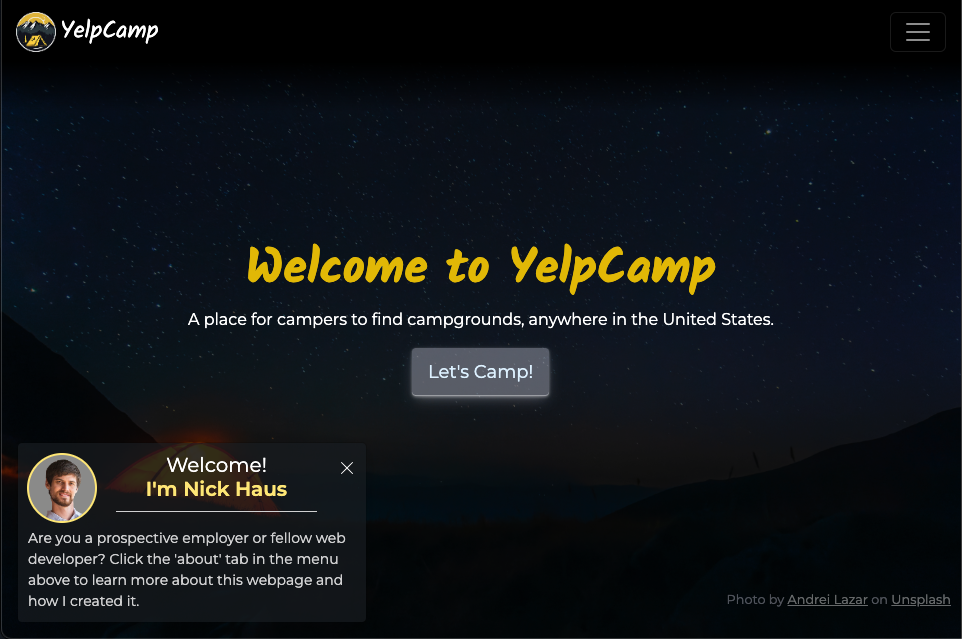 YelpCamp
Welcome to YelpCamp
A place for campers to find campgrounds, anywhere in the United States.
Let's Camp!
Welcome!
I'm Nick Haus
Are you a prospective employer or fellow web
developer? Click the 'about' tab in the menu
above to learn more about this webpage and
how I created it.
Photo by Andrei Lazar on Unsplash